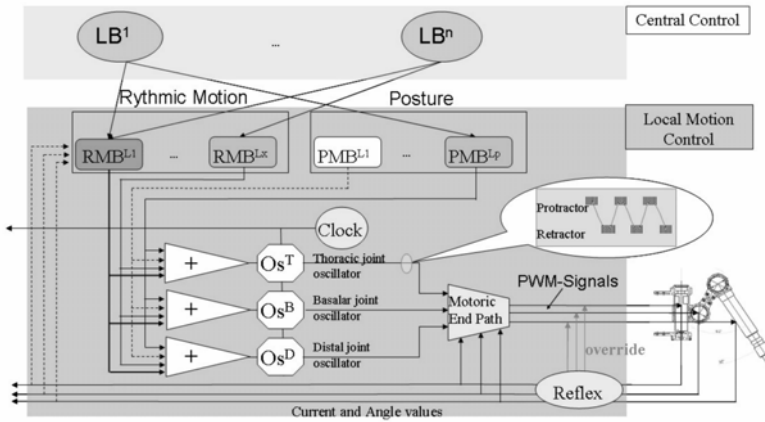 LB1
...
LBn
Central Control
Rythmic Motion
Posture
Local Motion
Control
RMBL1
...
RMBLx
PMBL1
...
PMBLp
Clock
Protractor
Retractor
+
OsT
Thoracic joint
oscillator
PWM-Signals
+
OsB
Basalar joint
oscillator
Motoric
End Path
+
OsD
Distal joint
oscillator
override
Reflex
Current and Angle values